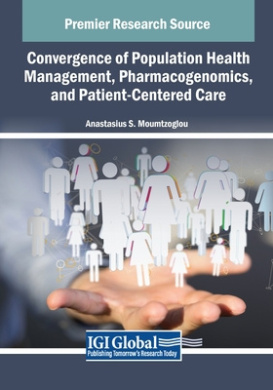 Premier Research Source
Convergence of Population Health
Management, Pharmacogenomics,
and Patient-Centered Care
Anastasius S. Moumtzoglou
IGI Global
Publishing Tomorrow's Research Today